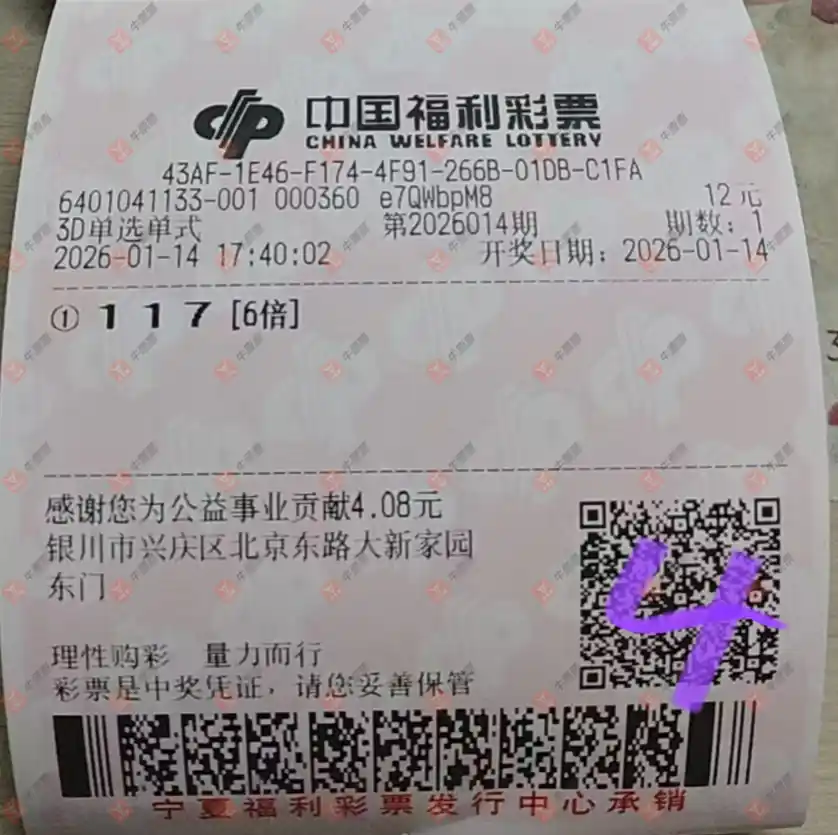 中国福利彩票
CHINA WELFARE LOTTERY
43AF-1E46-F174-4F91-266B-01DB-C1FA
6401041133-001 000360 e7QWbpM8 12元
3D单选单式 第2026014期 期数：1
2026-01-14 17:40:02 开奖日期：2026-01-14
① 1 1 7 [6倍]
感谢您为公益事业贡献4.08元
银川市兴庆区北京东路大新家园
东门
4
理性购彩 量力而行
彩票是中奖凭证，请您妥善保管
宁夏福利彩票发行中心承销